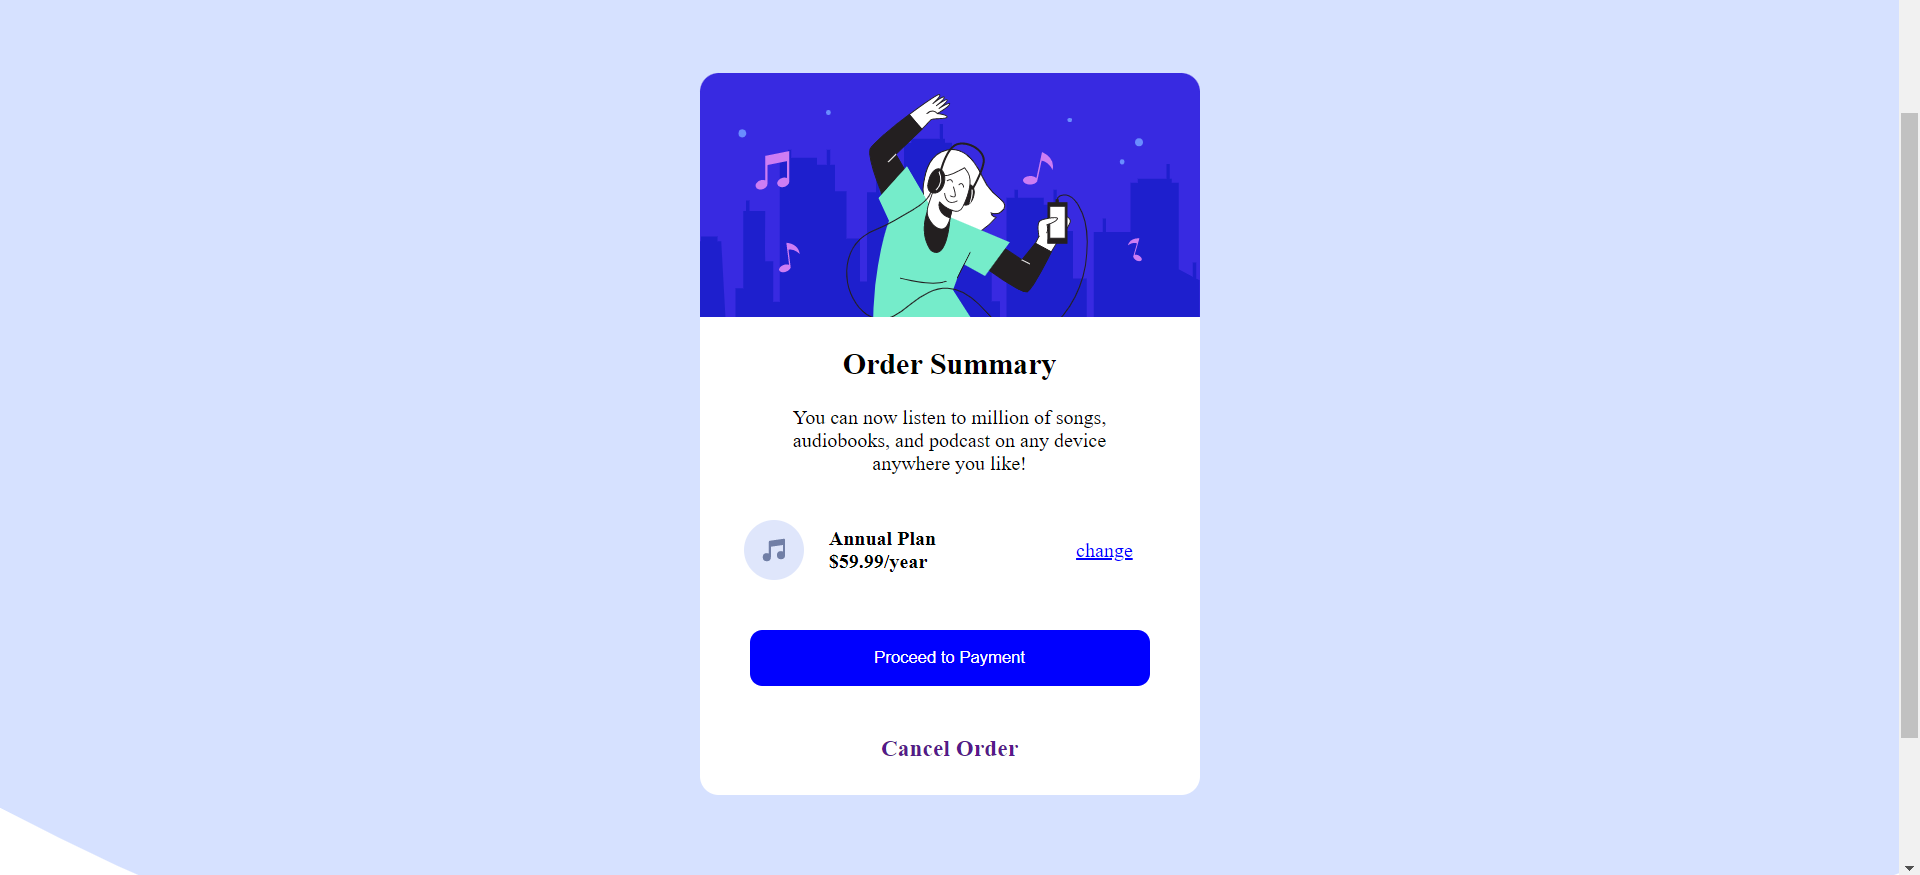 Order Summary
You can now listen to million of songs,
audiobooks, and podcast on any device
anywhere you like!
Annual Plan
$59.99/year
change
Proceed to Payment
Cancel Order